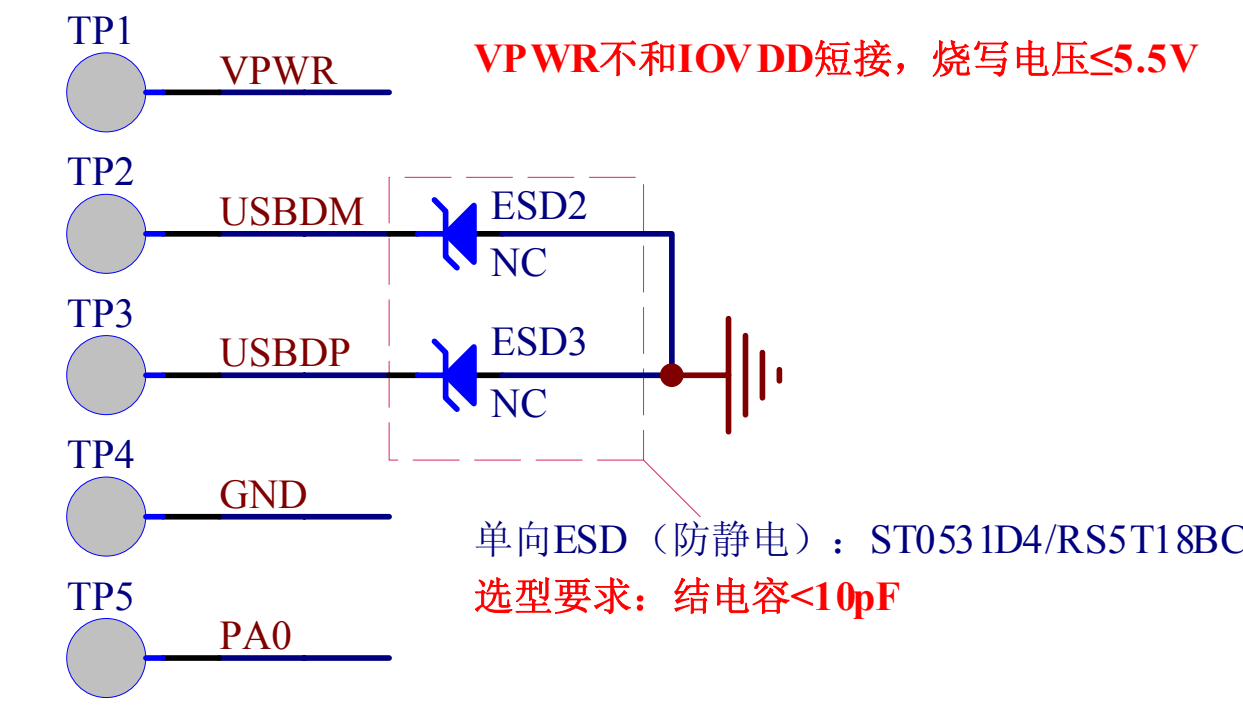 TP1
VPWR
VPWR不和IOVDD短接，烧写电压≤5.5V
TP2
USBDM
ESD2
NC
TP3
USBDP
ESD3
NC
TP4
GND
单向ESD（防静电）：ST0531D4/RS5T18BC
选型要求：结电容<10pF
TP5
PA0